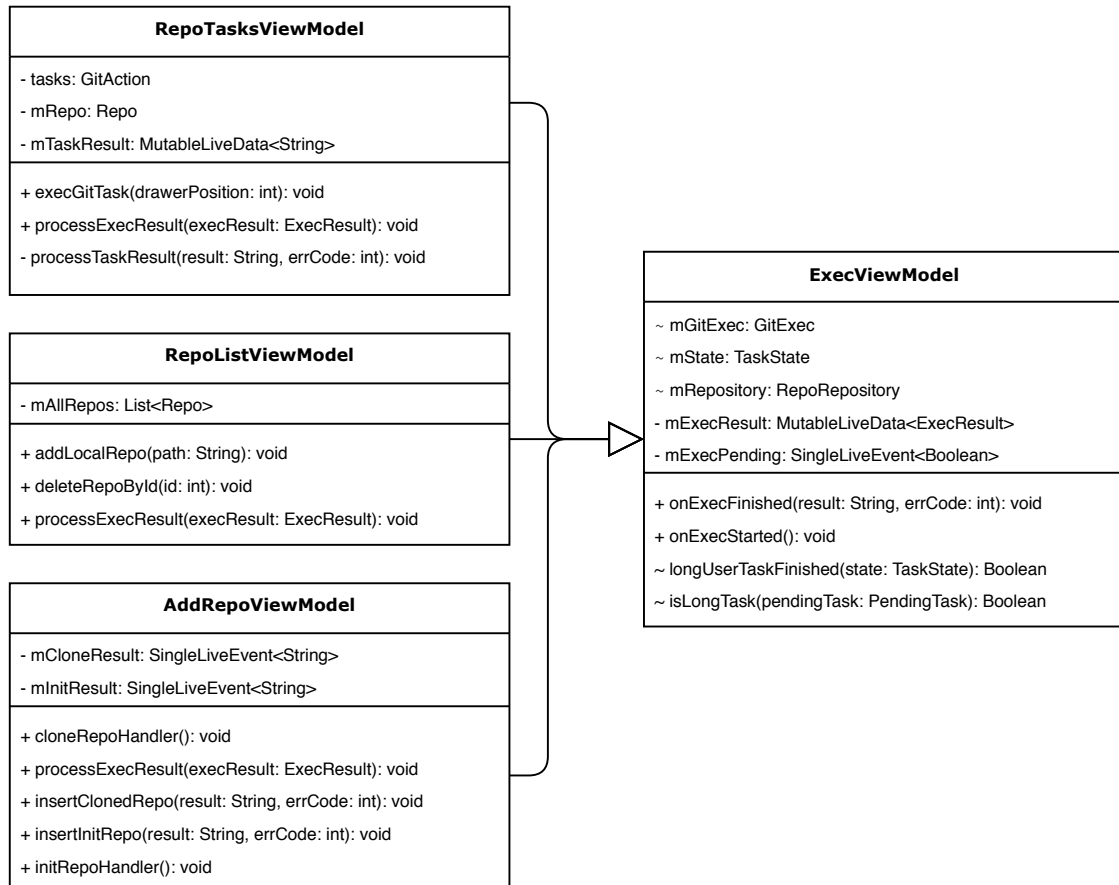 RepoTasksViewModel
- tasks: GitAction
- mRepo: Repo
- mTaskResult: MutableLiveData<String>
+ execGitTask(drawerPosition: int): void
+ processExecResult(execResult: ExecResult): void
- processTaskResult(result: String, errCode: int): void
RepoListViewModel
- mAllRepos: List<Repo>
+ addLocalRepo(path: String): void
+ deleteRepoById(id: int): void
+ processExecResult(execResult: ExecResult): void
AddRepoViewModel
- mCloneResult: SingleLiveEvent<String>
- mInitResult: SingleLiveEvent<String>
+ cloneRepoHandler(): void
+ processExecResult(execResult: ExecResult): void
+ insertClonedRepo(result: String, errCode: int): void
+ insertInitRepo(result: String, errCode: int): void
+ initRepoHandler(): void
ExecViewModel
~ mGitExec: GitExec
~ mState: TaskState
~ mRepository: RepoRepository
- mExecResult: MutableLiveData<ExecResult>
- mExecPending: SingleLiveEvent<Boolean>
+ onExecFinished(result: String, errCode: int): void
+ onExecStarted(): void
~ longUserTaskFinished(state: TaskState): Boolean
~ isLongTask(pendingTask: PendingTask): Boolean